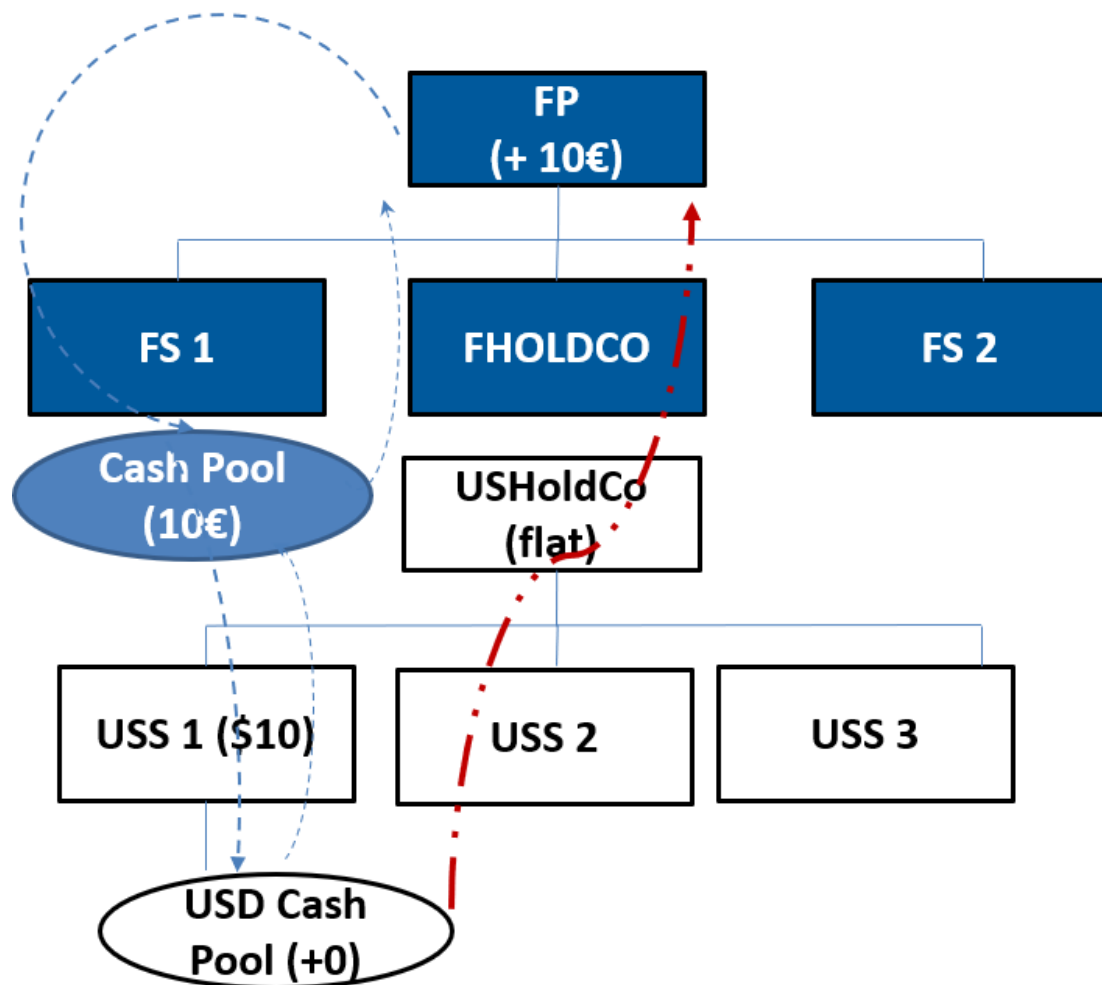 FP
(+ 10€)
FS 1
FHOLDCO
FS 2
Cash Pool
(10€)
USHoldCo
(flat)
USS 1 ($10)
USS 2
USS 3
USD Cash
Pool (+0)